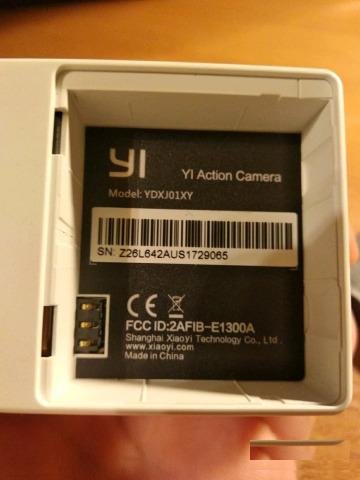 YI
YI Action Camera
Model: YDXJ01XY
SN: Z26L642AUS1729065
CE
FCC ID:2AFIB-E1300A
Shanghai Xiaoyi Technology Co., Ltd .
www.xiaoyi.com
Made in China